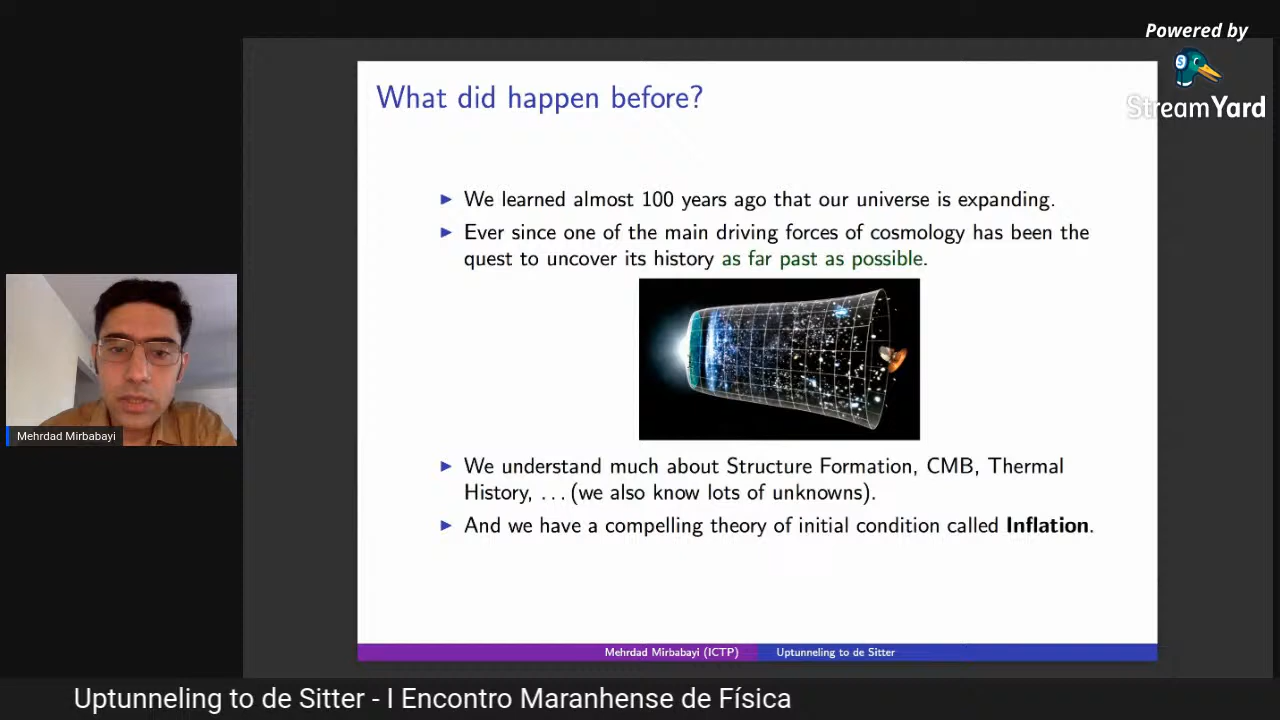 Powered by
StreamYard
What did happen before?
We learned almost 100 years ago that our universe is expanding.
Ever since one of the main driving forces of cosmology has been the
quest to uncover its history as far past as possible.
We understand much about Structure Formation, CMB, Thermal
History, . . . (we also know lots of unknowns).
And we have a compelling theory of initial condition called Inflation.
Mehrdad Mirbabayi
Mehrdad Mirbabayi (ICTP) Uptunneling to de Sitter
Uptunneling to de Sitter - I Encontro Maranhense de Física